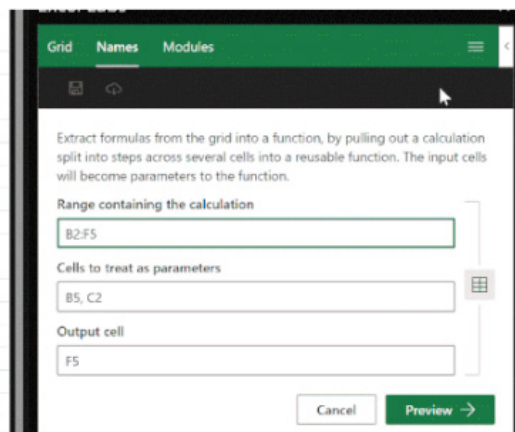 Grid Names Modules
Extract formulas from the grid into a function, by pulling out a calculation
split into steps across several cells into a reusable function. The input cells
will become parameters to the function.
Range containing the calculation
B2:F5
Cells to treat as parameters
B5, C2
Output cell
F5
Cancel Preview